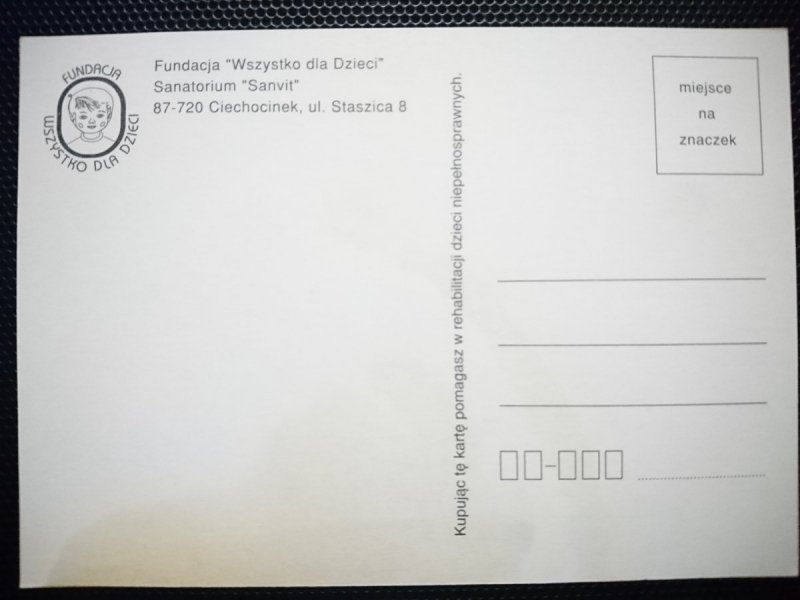 FUNDACJA
WSZYSTKO DLA DZIECI
Fundacja "Wszystko dla Dzieci"
Sanatorium "Sanvit"
87-720 Ciechocinek, ul. Staszica 8
Kupując tę kartę pomagasz w rehabilitacji dzieci niepełnosprawnych.
miejsce
na
znaczek